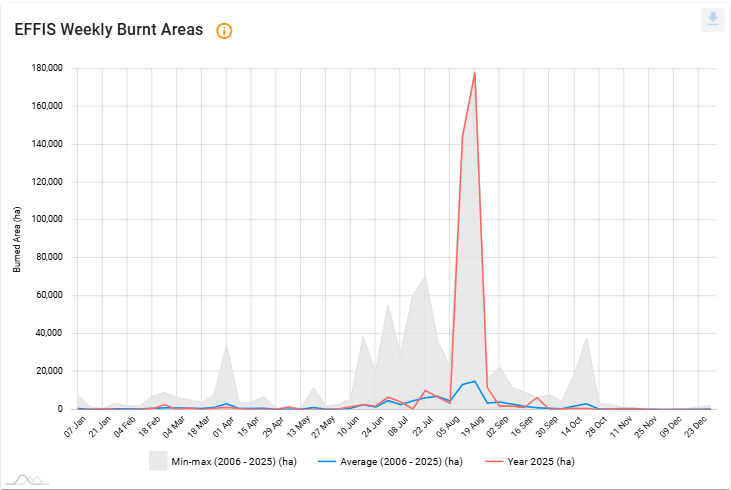 EFFIS Weekly Burnt Areas
180,000
160,000
140,000
120,000
100,000
80,000
60,000
40,000
20,000
0
Burned Area (ha)
07 Jan
21 Jan
04 Feb
18 Feb
04 Mar
18 Mar
01 Apr
15 Apr
29 Apr
13 May
27 May
10 Jun
24 Jun
08 Jul
22 Jul
05 Aug
19 Aug
02 Sep
16 Sep
30 Sep
14 Oct
28 Oct
11 Nov
25 Nov
09 Dec
23 Dec
Min-max (2006 - 2025) (ha) Average (2006 - 2025) (ha) Year 2025 (ha)